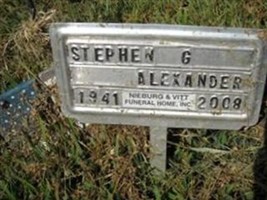 STEPHEN G
ALEXANDER
1941 NIEBURG & VITT 2008
FUNERAL HOME, INC